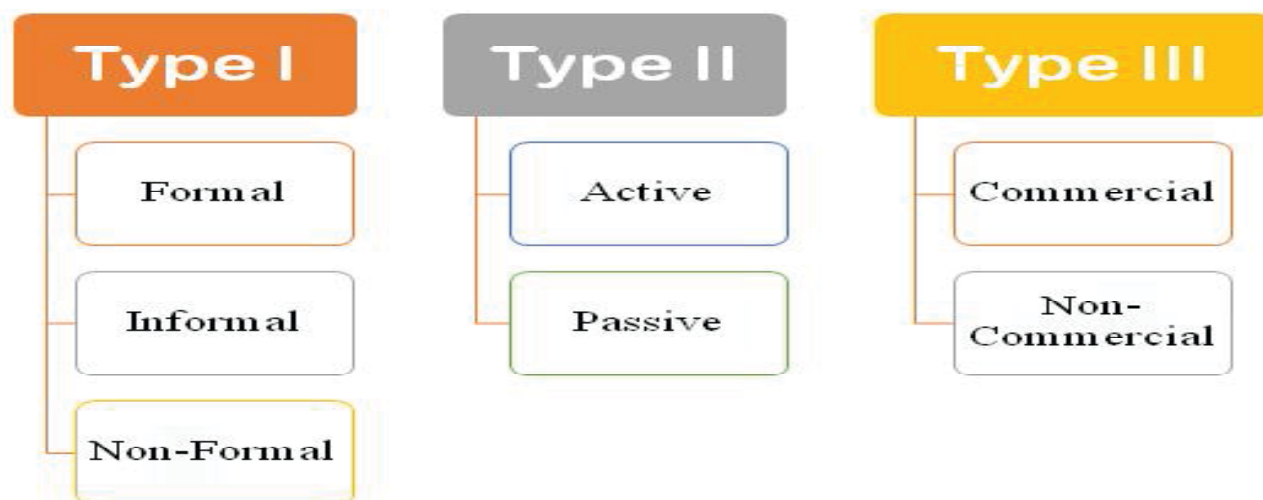 Type I
Formal
Informal
Non-Formal
Type II
Active
Passive
Type III
Commercial
Non-
Commercial